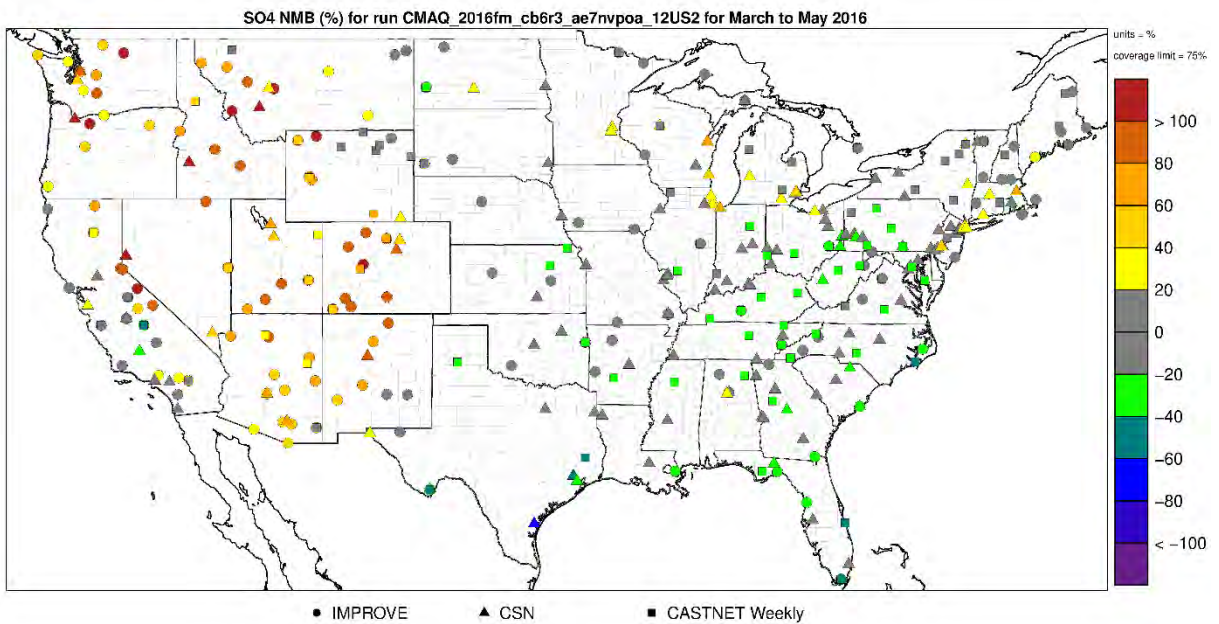 SO4 NMB (%) for run CMAQ_2016fm_cb6r3_ae7nvpoa_12US2 for March to May 2016
units = %
coverage limit = 75%
> 100
80
60
40
20
0
−20
−40
−60
−80
< −100
IMPROVE
CSN
CASTNET Weekly